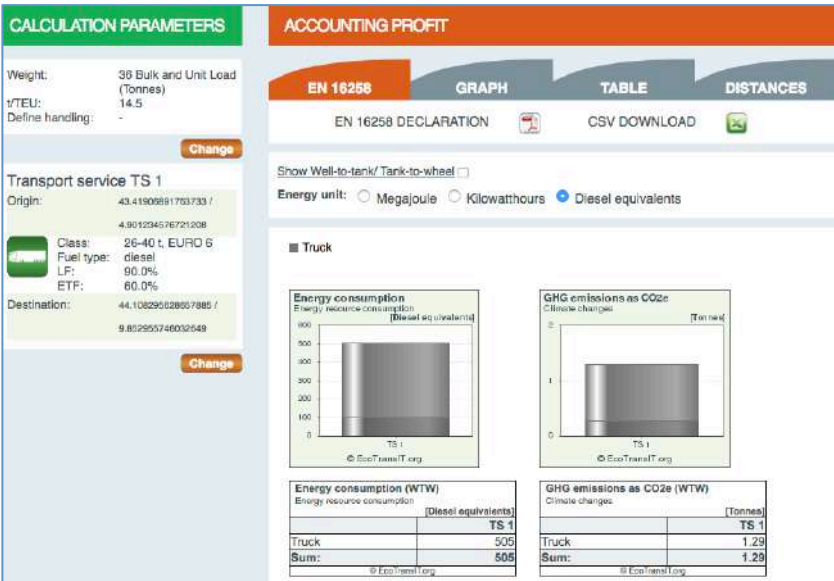 CALCULATION PARAMETERS
Weight: 36 Bulk and Unit Load
(Tonnes)
t/TEU: 14.5
Define handling: -
Change
Transport service TS 1
Origin: 43.41906891753733 /
4.901234576721208
Class: 26-40 t, EURO 6
Fuel type: diesel
LF: 90.0%
ETF: 60.0%
Destination: 44.108295628657885 /
9.852955746032649
Change
ACCOUNTING PROFIT
EN 16258 GRAPH TABLE DISTANCES
EN 16258 DECLARATION CSV DOWNLOAD
Show Well-to-tank/ Tank-to-wheel
Energy unit: Megajoule Kilowatthours Diesel equivalents
Truck
Energy consumption
Energy resource consumption
[Diesel equivalents]
600
500
400
300
200
100
0
TS 1
© EcoTransIT.org
GHG emissions as CO2e
Climate changes
[Tonnes]
2
1
0
TS 1
© EcoTransIT.org
Energy consumption (WTW)
Energy resource consumption
[Diesel equivalents]
TS 1
Truck 505
Sum: 505
© EcoTransIT.org
GHG emissions as CO2e (WTW)
Climate changes
[Tonnes]
TS 1
Truck 1.29
Sum: 1.29
© EcoTransIT.org